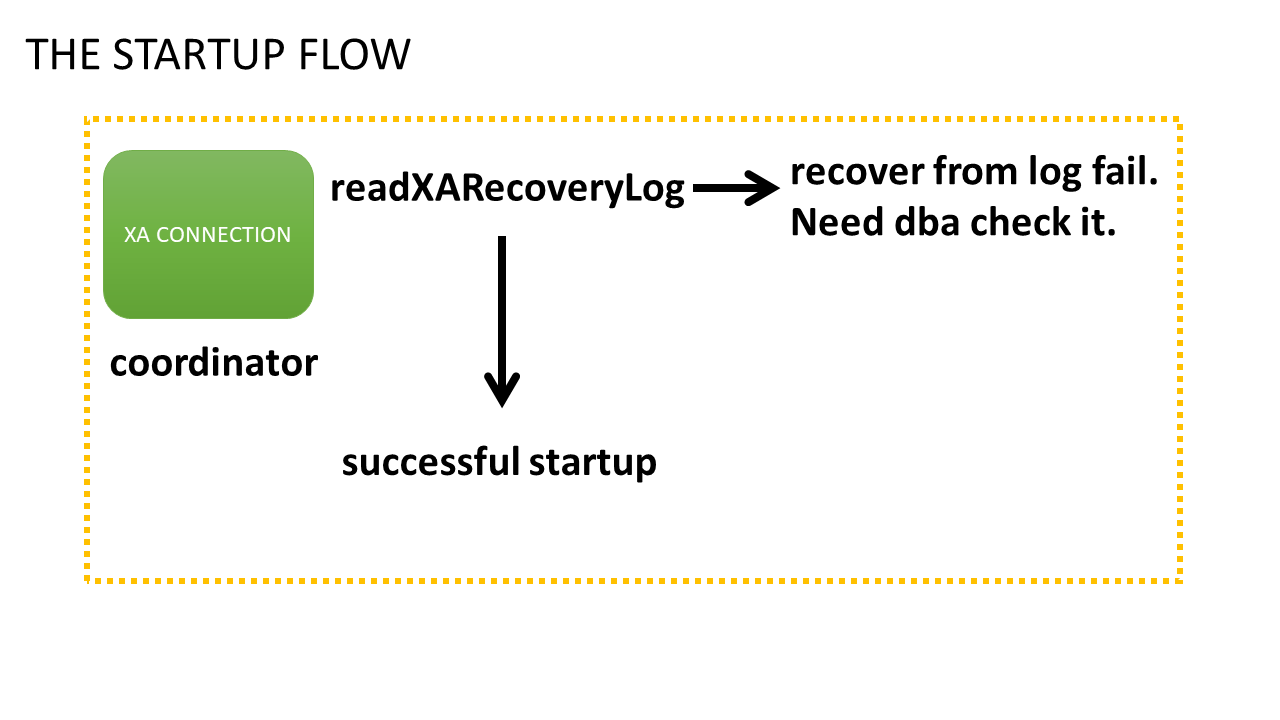 THE STARTUP FLOW
XA CONNECTION
coordinator
readXARecoveryLog
recover from log fail.
Need dba check it.
successful startup